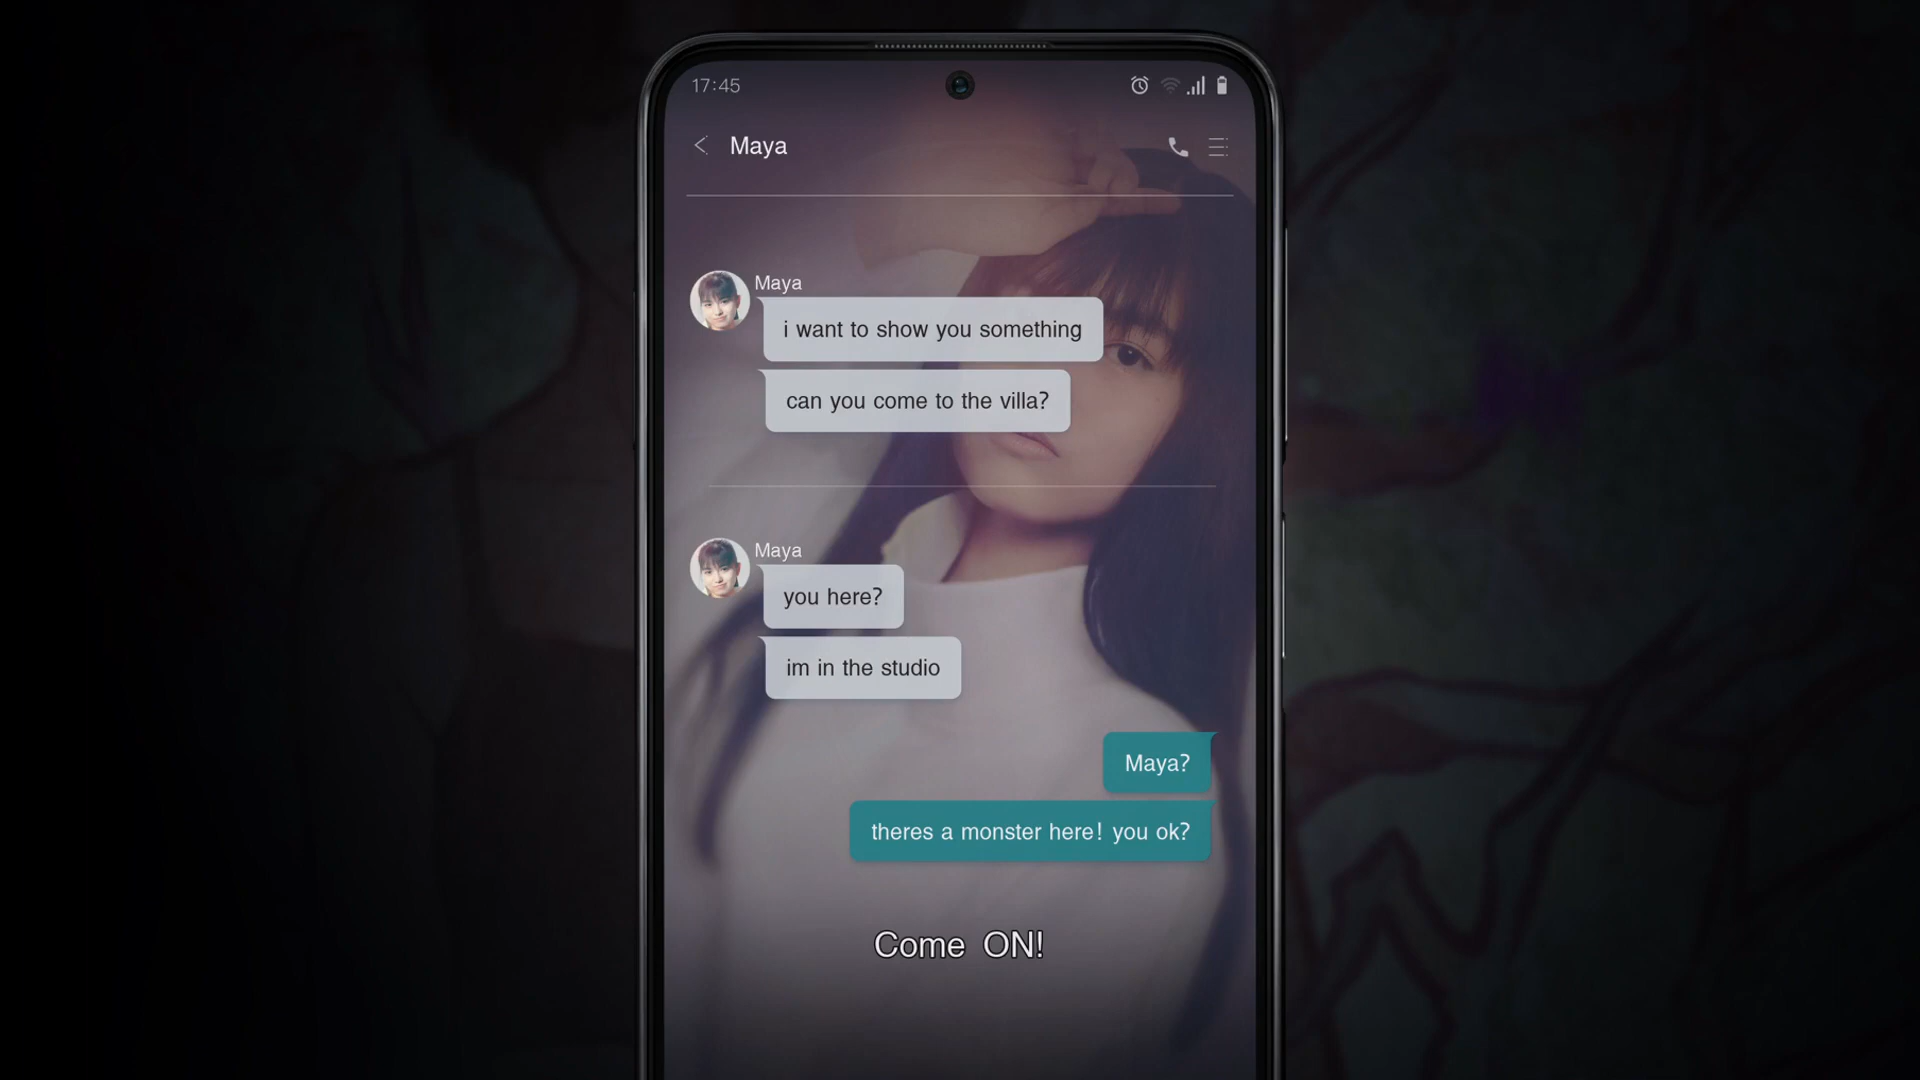 17:45
Maya
Maya
i want to show you something
can you come to the villa?
Maya
you here?
im in the studio
Maya?
theres a monster here! you ok?
Come ON!